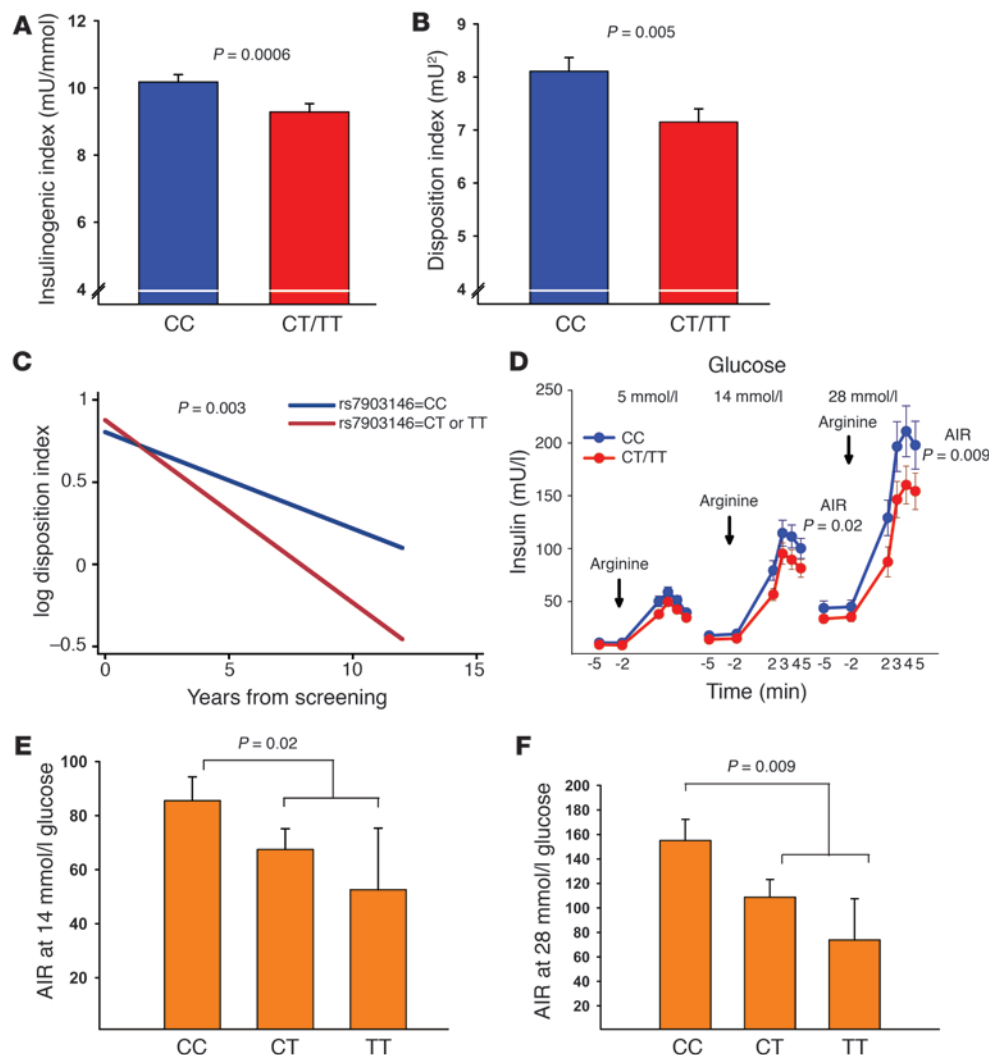 A
Insulinogenic index (mU/mmol)
12
10
8
6
4
P = 0.0006
CC
CT/TT
B
Disposition index (mU²)
9
8
7
6
5
4
P = 0.005
CC
CT/TT
C
log disposition index
1
0.5
0
–0.5
P = 0.003
rs7903146=CC
rs7903146=CT or TT
0
5
10
15
Years from screening
D
Glucose
5 mmol/l
14 mmol/l
28 mmol/l
Insulin (mU/l)
250
200
150
100
50
CC
CT/TT
Arginine
Arginine
Arginine
AIR
P = 0.02
AIR
P = 0.009
-5 -2 -5 -2 2 3 4 5 -5 -2 2 3 4 5
Time (min)
E
AIR at 14 mmol/l glucose
100
80
60
40
20
P = 0.02
CC
CT
TT
F
AIR at 28 mmol/l glucose
200
180
160
140
120
100
80
60
40
20
P = 0.009
CC
CT
TT